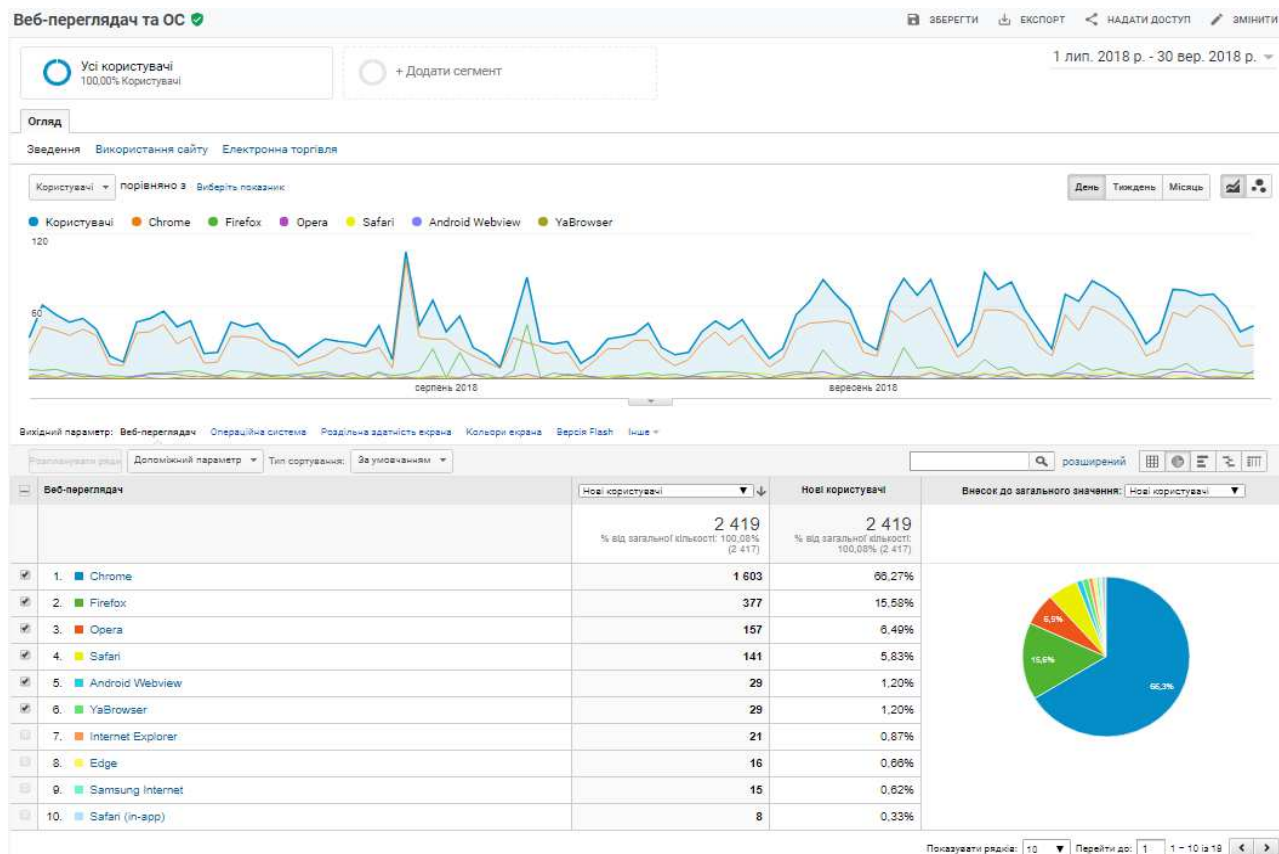 Веб-переглядач та ОС
ЗБЕРЕГТИ ЕКСПОРТ НАДАТИ ДОСТУП ЗМІНИТИ
Усі користувачі
100,00% Користувачі
+ Додати сегмент
1 лип. 2018 р. - 30 вер. 2018 р.
Огляд
Зведення Використання сайту Електронна торгівля
Користувачі порівняно з Виберіть показник
День Тиждень Місяць
Користувачі Chrome Firefox Opera Safari Android Webview YaBrowser
120
60
серпень 2018 вересень 2018
Вихідний параметр: Веб-переглядач Операційна система Роздільна здатність екрана Кольори екрана Версія Flash Інше
Розпланувати ряди Допоміжний параметр Тип сортування: За умовчанням розширений
Веб-переглядач Нові користувачі Нові користувачі Внесок до загального значення: Нові користувачі
2 419 2 419
% від загальної кількості: 100,08% (2 417) % від загальної кількості: 100,08% (2 417)
1. Chrome 1 603 66,27%
2. Firefox 377 15,58%
3. Opera 157 6,49%
4. Safari 141 5,83%
5. Android Webview 29 1,20%
6. YaBrowser 29 1,20%
7. Internet Explorer 21 0,87%
8. Edge 16 0,66%
9. Samsung Internet 15 0,62%
10. Safari (in-app) 8 0,33%
6,5%
15,6%
66,3%
Показувати рядків: 10 Перейти до: 1 1 – 10 із 19